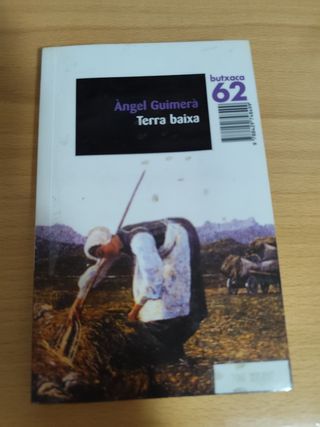 Àngel Guimerà
Terra baixa
butxaca
62